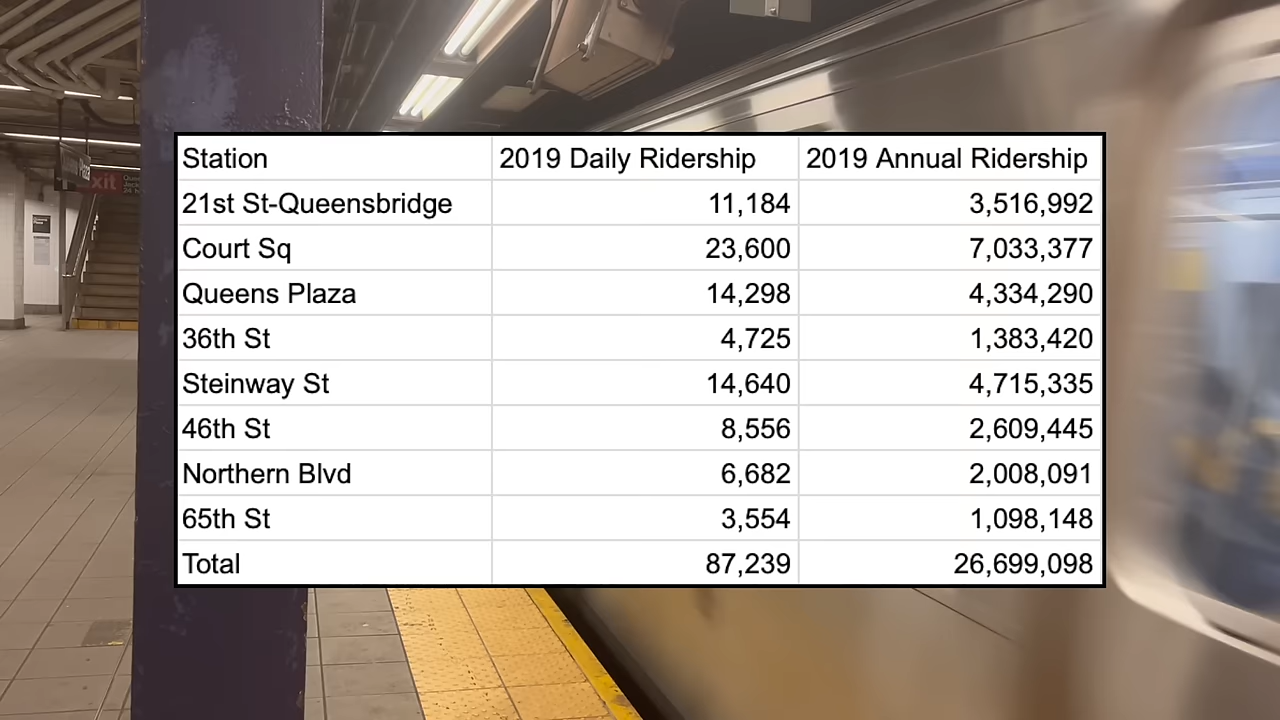 Station 2019 Daily Ridership 2019 Annual Ridership
21st St-Queensbridge 11,184 3,516,992
Court Sq 23,600 7,033,377
Queens Plaza 14,298 4,334,290
36th St 4,725 1,383,420
Steinway St 14,640 4,715,335
46th St 8,556 2,609,445
Northern Blvd 6,682 2,008,091
65th St 3,554 1,098,148
Total 87,239 26,699,098
xit